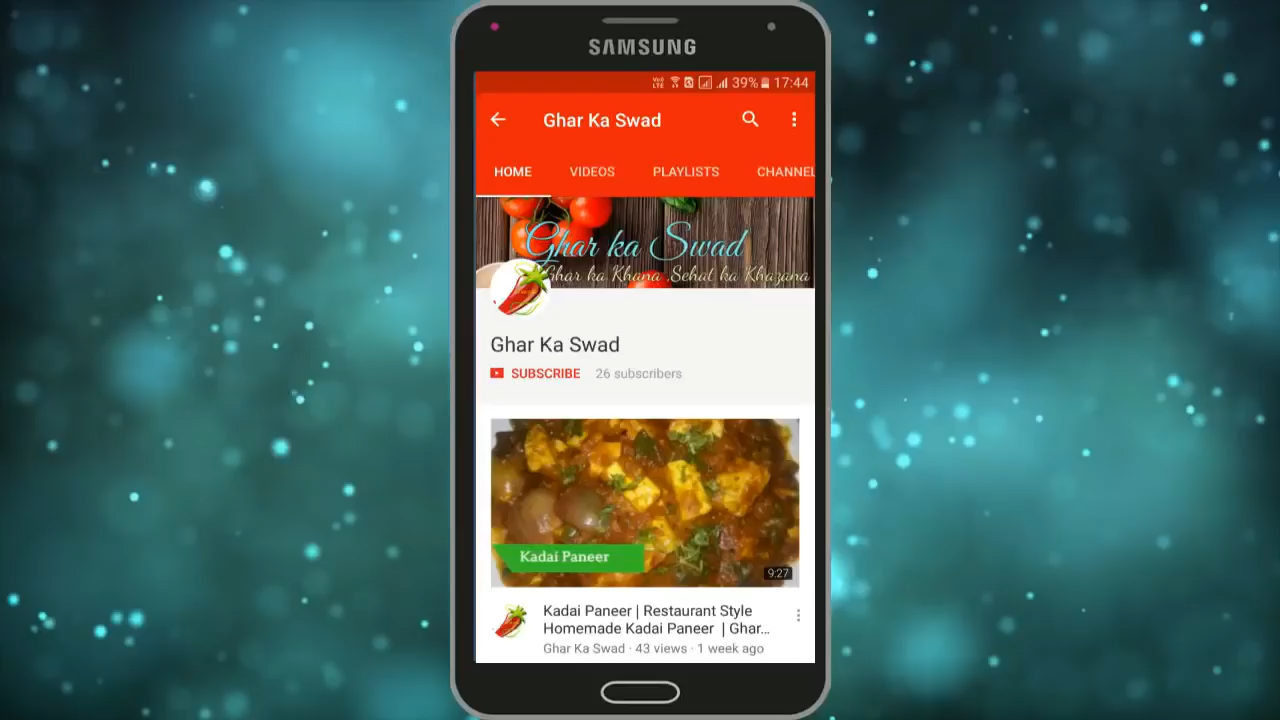 SAMSUNG
39% 17:44
Ghar Ka Swad
HOME VIDEOS PLAYLISTS CHANNEL
Ghar ka Swad
Ghar ka Khana ,Sehat ka Khazana
Ghar Ka Swad
SUBSCRIBE 26 subscribers
Kadai Paneer
9:27
Kadai Paneer | Restaurant Style
Homemade Kadai Paneer | Ghar...
Ghar Ka Swad · 43 views · 1 week ago